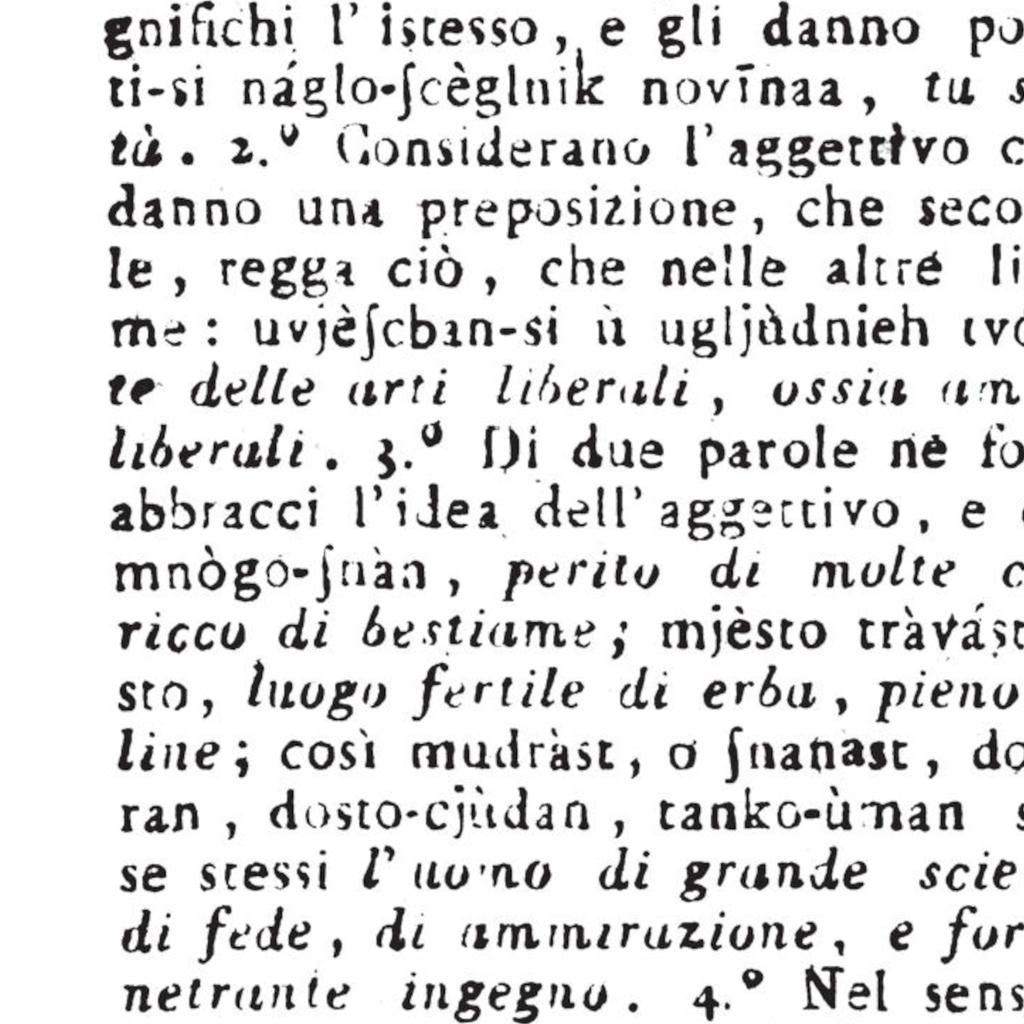 gnifichi l'istesso, e gli danno po
ti-si náglo-ſcèglnik novīnaa, tu s
tù. 2.º Considerano l'aggettivo c
danno una preposizione, che seco
le, regga ciò, che nelle altre li
me: uvjèſcban-si ù ugljùdnieh tvo
te delle arti liberali, ossia am
liberali. 3.º Di due parole ne fo
abbracci l'idea dell'aggettivo, e
mnògo-ſnàn, perito di molte c
ricco di bestiame; mjèsto tràvást
sto, luogo fertile di erba, pieno
line; così mudràst, o ſnanàst, do
ran, dosto-cjùdan, tanko-ùman s
se stessi l'uomo di grande scie
di fede, di ammirazione, e for
netrante ingegno. 4.º Nel sens